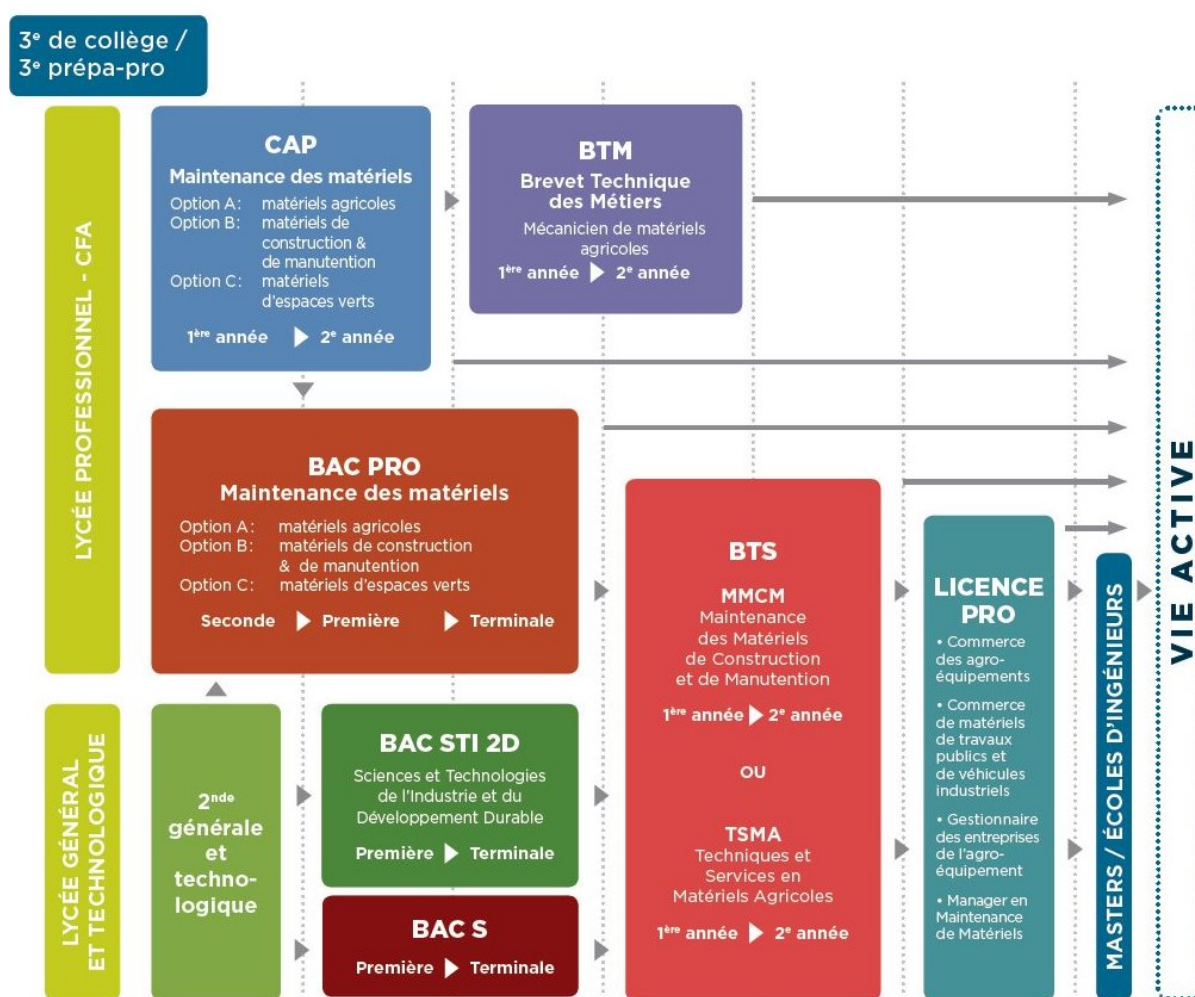 3e de collège /
3e prépa-pro
LYCÉE PROFESSIONNEL - CFA
CAP
Maintenance des matériels
Option A : matériels agricoles
Option B : matériels de
construction &
de manutention
Option C : matériels
d'espaces verts
1ère année 2e année
BTM
Brevet Technique
des Métiers
Mécanicien de matériels
agricoles
1ère année 2e année
BAC PRO
Maintenance des matériels
Option A : matériels agricoles
Option B : matériels de construction
& de manutention
Option C : matériels d'espaces verts
Seconde Première Terminale
LYCÉE GÉNÉRAL
ET TECHNOLOGIQUE
2nde
générale
et
techno-
logique
BAC STI 2D
Sciences et Technologies
de l'Industrie et du
Développement Durable
Première Terminale
BAC S
Première Terminale
BTS
MMCM
Maintenance
des Matériels
de Construction
et de Manutention
1ère année 2e année
OU
TSMA
Techniques et
Services en
Matériels Agricoles
1ère année 2e année
LICENCE
PRO
• Commerce
des agro-
équipements
• Commerce
de matériels
de travaux
publics et
de véhicules
industriels
• Gestionnaire
des entreprises
de l'agro-
équipement
• Manager en
Maintenance
de Matériels
MASTERS / ÉCOLES D'INGÉNIEURS
VIE ACTIVE